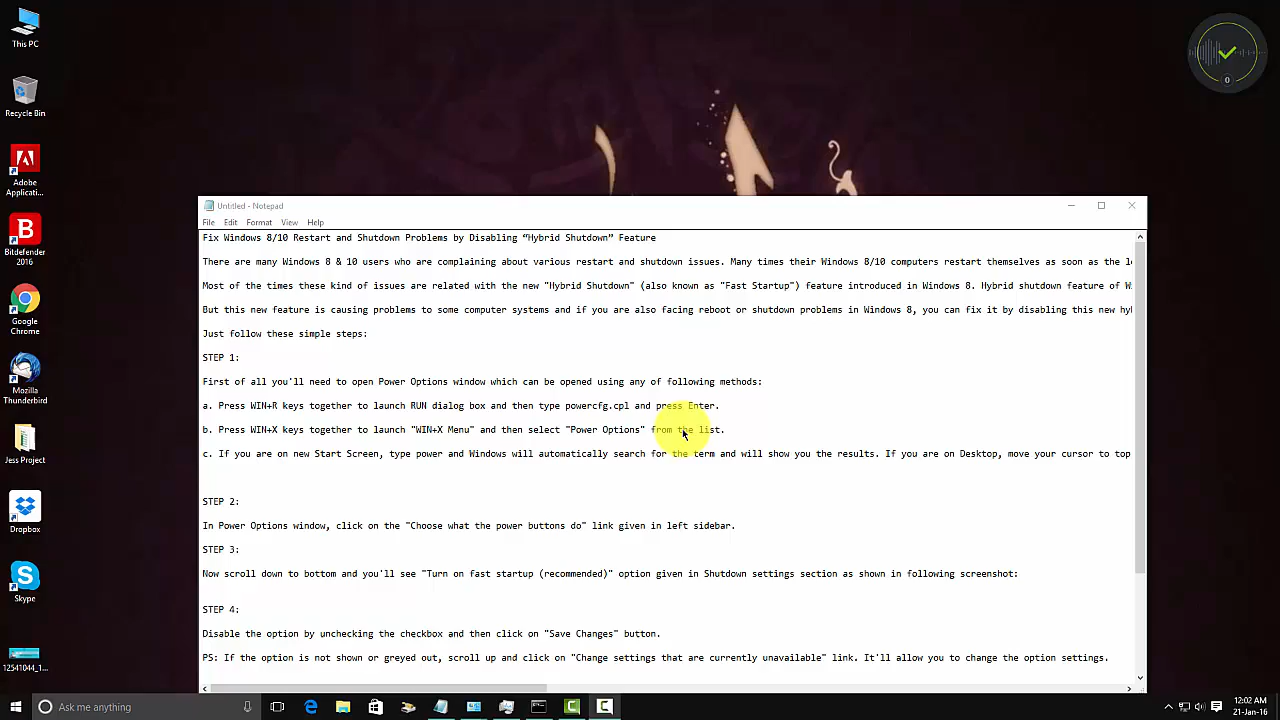 This PC
Recycle Bin
Adobe
Applicati...
Bitdefender
2016
Google
Chrome
Mozilla
Thunderbird
Jess Project
Dropbox
Skype
12541044_1...
0
Untitled - Notepad
File Edit Format View Help
Fix Windows 8/10 Restart and Shutdown Problems by Disabling “Hybrid Shutdown” Feature
There are many Windows 8 & 10 users who are complaining about various restart and shutdown issues. Many times their Windows 8/10 computers restart themselves as soon as the
Most of the times these kind of issues are related with the new "Hybrid Shutdown" (also known as "Fast Startup") feature introduced in Windows 8. Hybrid shutdown feature of
But this new feature is causing problems to some computer systems and if you are also facing reboot or shutdown problems in Windows 8, you can fix it by disabling this new
Just follow these simple steps:
STEP 1:
First of all you'll need to open Power Options window which can be opened using any of following methods:
a. Press WIN+R keys together to launch RUN dialog box and then type powercfg.cpl and press Enter.
b. Press WIN+X keys together to launch "WIN+X Menu" and then select "Power Options" from the list.
c. If you are on new Start Screen, type power and Windows will automatically search for the term and will show you the results. If you are on Desktop, move your cursor to top
STEP 2:
In Power Options window, click on the "Choose what the power buttons do" link given in left sidebar.
STEP 3:
Now scroll down to bottom and you'll see "Turn on fast startup (recommended)" option given in Shutdown settings section as shown in following screenshot:
STEP 4:
Disable the option by unchecking the checkbox and then click on "Save Changes" button.
PS: If the option is not shown or greyed out, scroll up and click on "Change settings that are currently unavailable" link. It'll allow you to change the option settings.
Ask me anything
12:02 AM
21-Jan-16